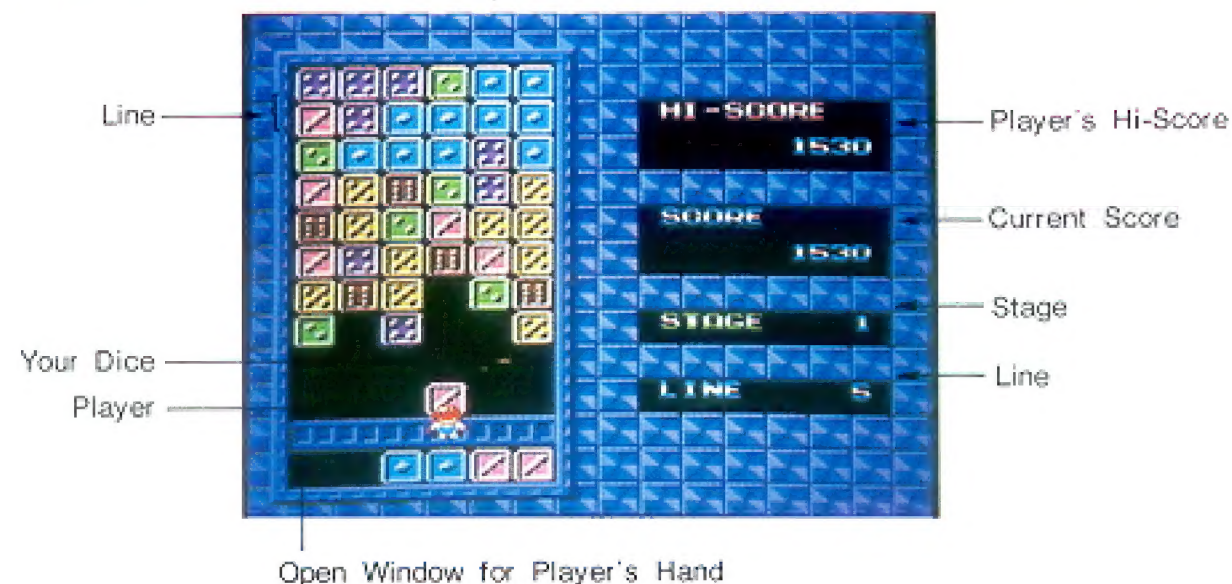 Line
HI-SCORE
1530
Player's Hi-Score
SCORE
1530
Current Score
STAGE 1
Stage
Your Dice
LINE 5
Line
Player
Open Window for Player's Hand